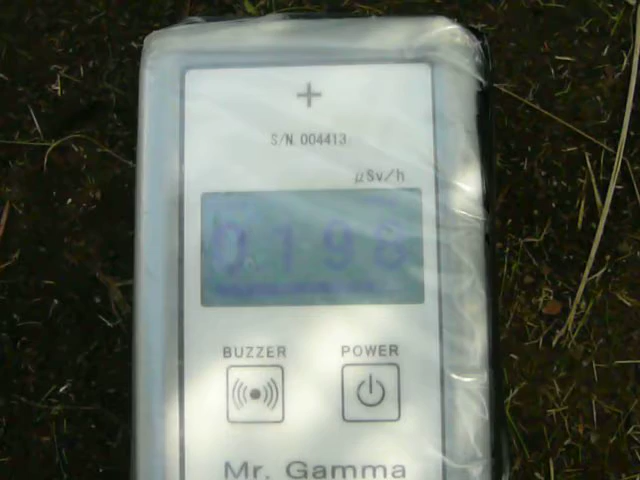 +
S/N 004413
μSv/h
0.198
BUZZER POWER
Mr. Gamma